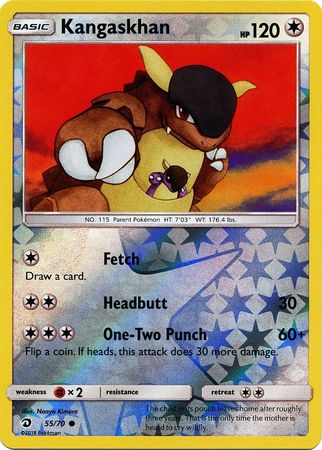 BASIC Kangaskhan HP 120
NO. 115 Parent Pokémon HT: 7'03" WT: 176.4 lbs.
Fetch
Draw a card.
Headbutt 30
One-Two Punch 60+
Flip a coin. If heads, this attack does 30 more damage.
weakness × 2 resistance retreat
Illus. Naoyo Kimura
55/70
©2018 Pokémon
The child in its pouch leaves home after roughly
three years. That is the only time the mother is
heard to cry wildly.